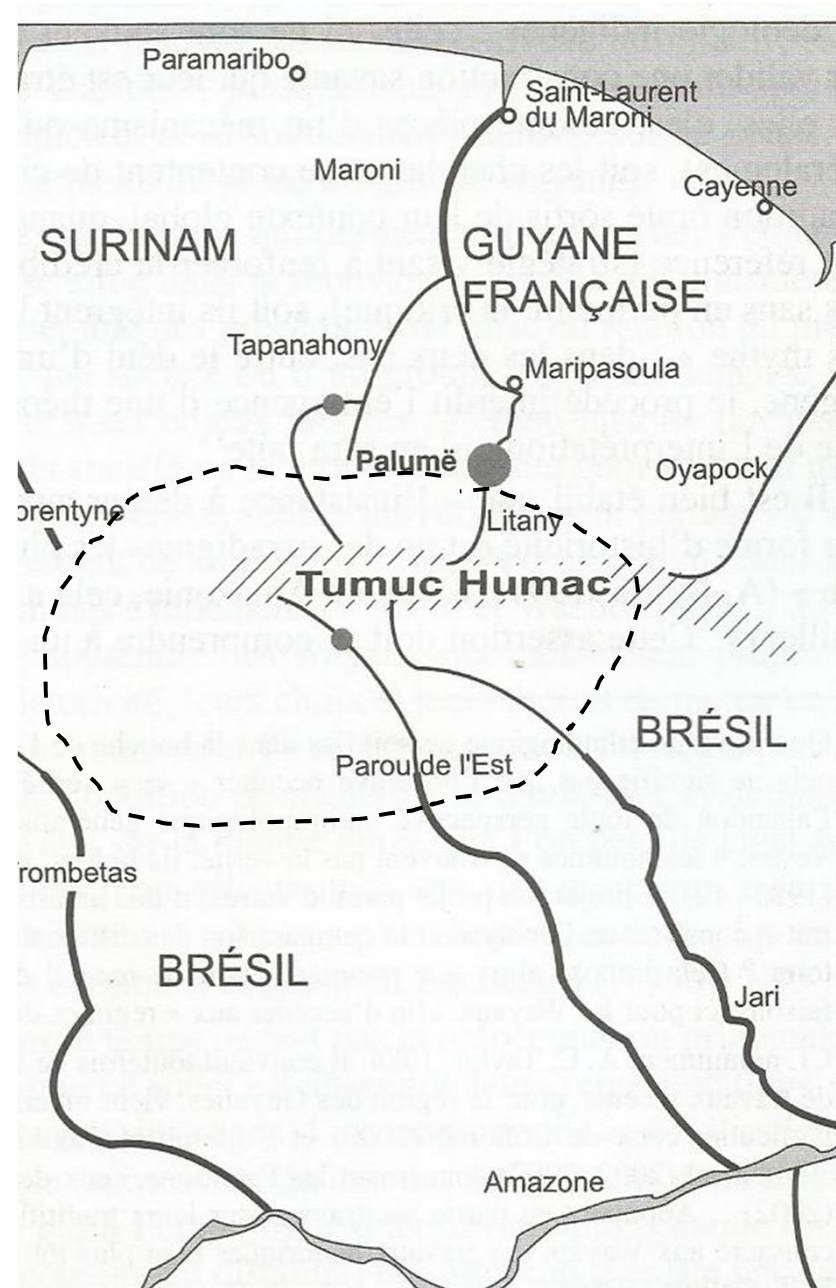 Paramaribo
Saint-Laurent
du Maroni
Maroni
Cayenne
SURINAM
GUYANE
FRANÇAISE
Tapanahony
Maripasoula
Palumë
Oyapock
orentyne
Litany
Tumuc Humac
BRÉSIL
Parou de l'Est
rombetas
BRÉSIL
Jari
Amazone